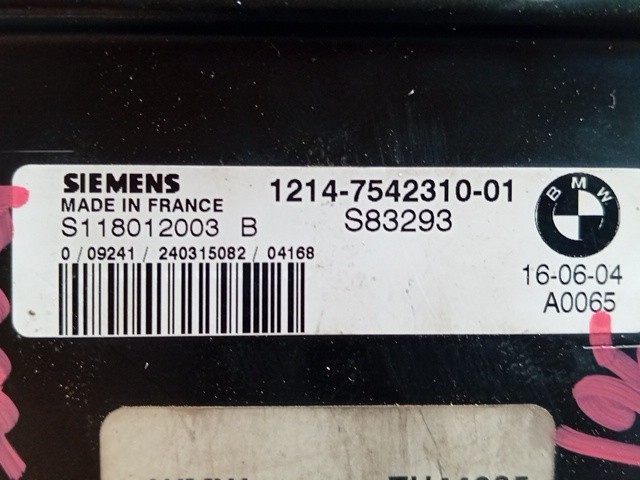 SIEMENS 1214-7542310-01
MADE IN FRANCE
S118012003 B S83293
0 / 09241 / 240315082 / 04168
BMW
16-06-04
A0065